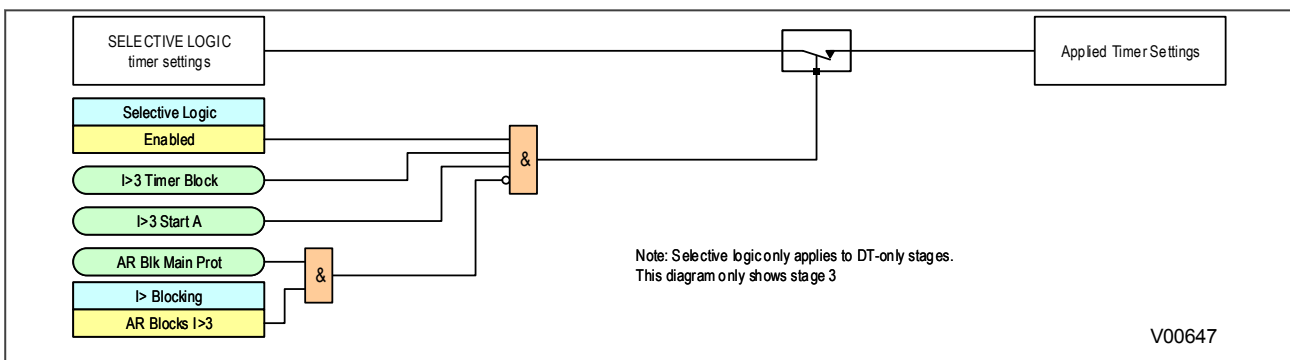 SELECTIVE LOGIC
timer settings
Applied Timer Settings
Selective Logic
Enabled
&
I>3 Timer Block
I>3 Start A
AR Blk Main Prot
&
I> Blocking
AR Blocks I>3
Note: Selective logic only applies to DT-only stages.
This diagram only shows stage 3
V00647